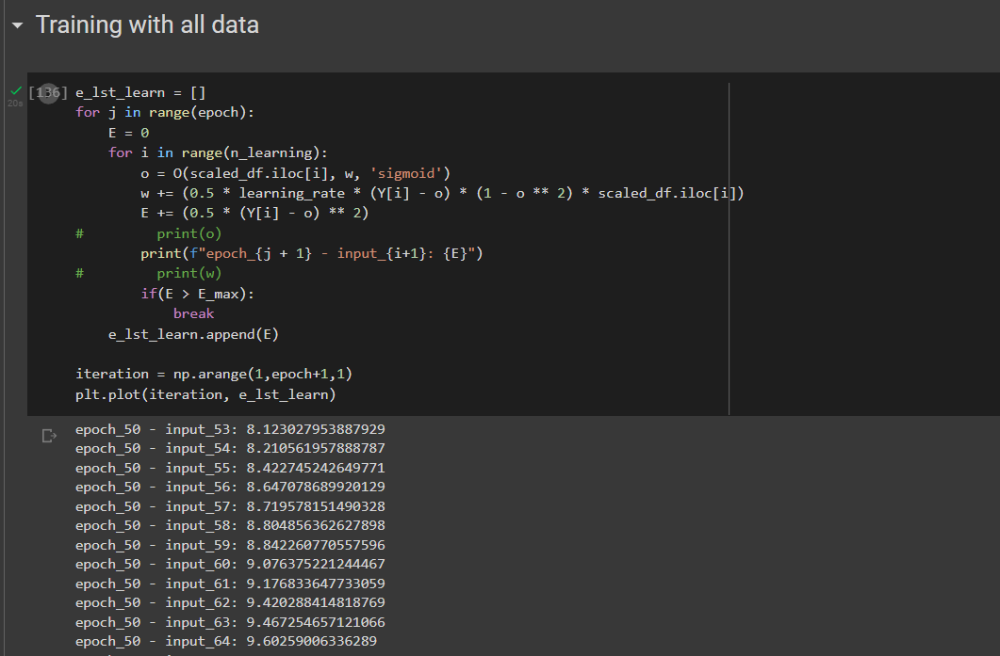 Training with all data
20s
[136] e_lst_learn = []
for j in range(epoch):
    E = 0
    for i in range(n_learning):
        o = O(scaled_df.iloc[i], w, 'sigmoid')
        w += (0.5 * learning_rate * (Y[i] - o) * (1 - o ** 2) * scaled_df.iloc[i])
        E += (0.5 * (Y[i] - o) ** 2)
#         print(o)
        print(f"epoch_{j + 1} - input_{i+1}: {E}")
#         print(w)
        if(E > E_max):
            break
    e_lst_learn.append(E)
iteration = np.arange(1,epoch+1,1)
plt.plot(iteration, e_lst_learn)
epoch_50 - input_53: 8.123027953887929
epoch_50 - input_54: 8.210561957888787
epoch_50 - input_55: 8.422745242649771
epoch_50 - input_56: 8.647078689920129
epoch_50 - input_57: 8.719578151490328
epoch_50 - input_58: 8.804856362627898
epoch_50 - input_59: 8.842260770557596
epoch_50 - input_60: 9.076375221244467
epoch_50 - input_61: 9.176833647733059
epoch_50 - input_62: 9.420288414818769
epoch_50 - input_63: 9.467254657121066
epoch_50 - input_64: 9.60259006336289